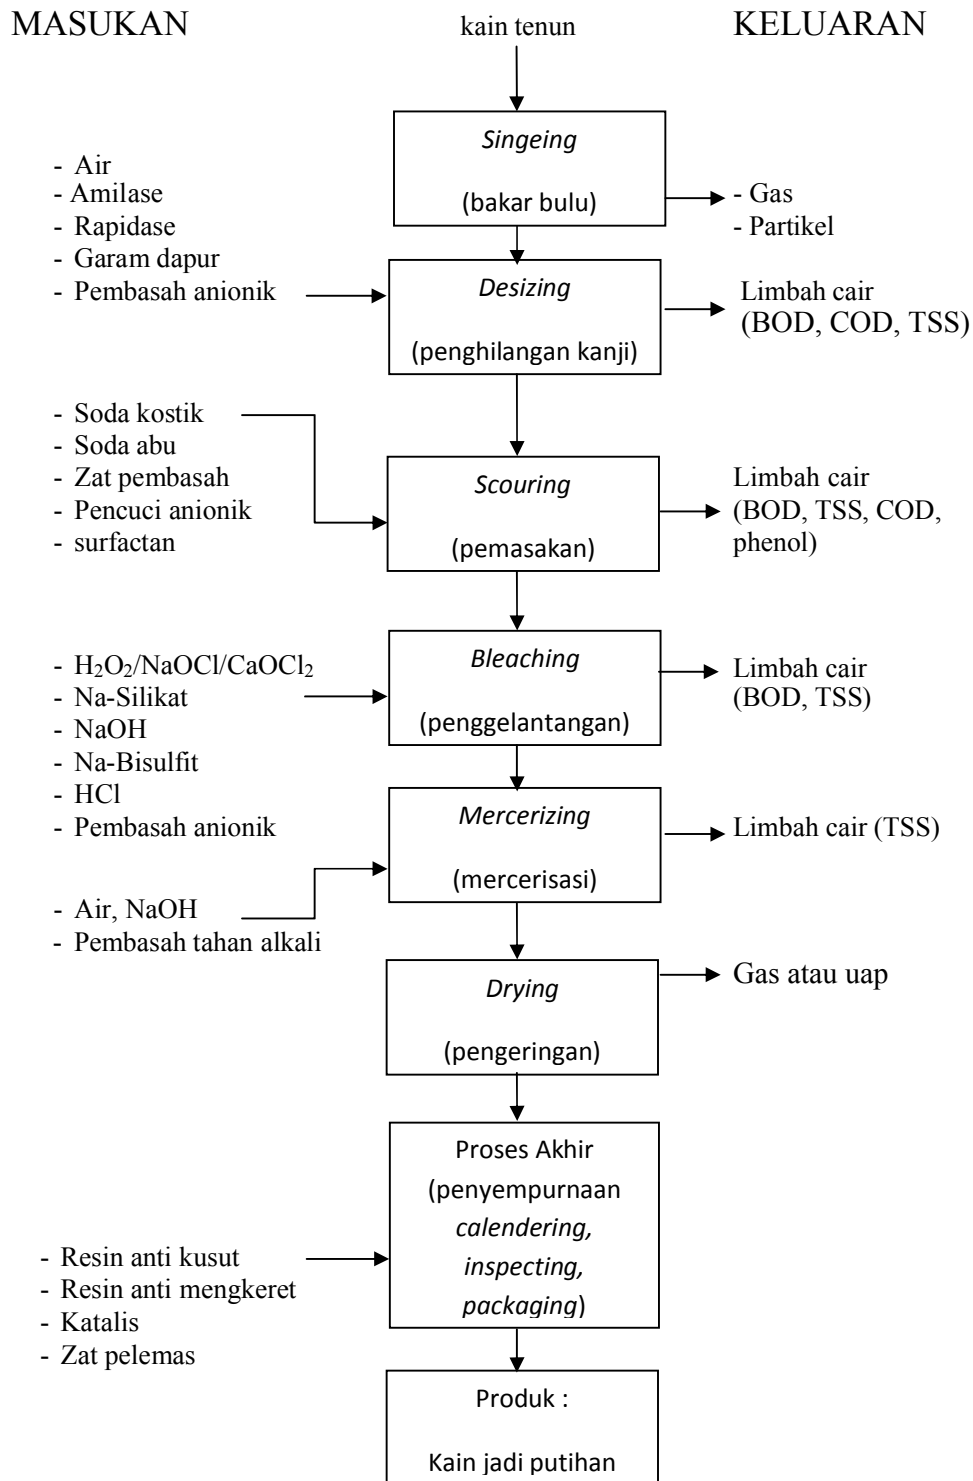 MASUKAN
kain tenun
KELUARAN
Singeing
(bakar bulu)
- Gas
- Partikel
- Air
- Amilase
- Rapidase
- Garam dapur
- Pembasah anionik
Desizing
(penghilangan kanji)
Limbah cair
(BOD, COD, TSS)
- Soda kostik
- Soda abu
- Zat pembasah
- Pencuci anionik
- surfactan
Scouring
(pemasakan)
Limbah cair
(BOD, TSS, COD,
phenol)
- H₂O₂/NaOCl/CaOCl₂
- Na-Silikat
- NaOH
- Na-Bisulfit
- HCl
- Pembasah anionik
Bleaching
(penggelantangan)
Limbah cair
(BOD, TSS)
Mercerizing
(mercerisasi)
Limbah cair (TSS)
- Air, NaOH
- Pembasah tahan alkali
Drying
(pengeringan)
Gas atau uap
Proses Akhir
(penyempurnaan
calendering,
inspecting,
packaging)
- Resin anti kusut
- Resin anti mengkeret
- Katalis
- Zat pelemas
Produk :
Kain jadi putihan